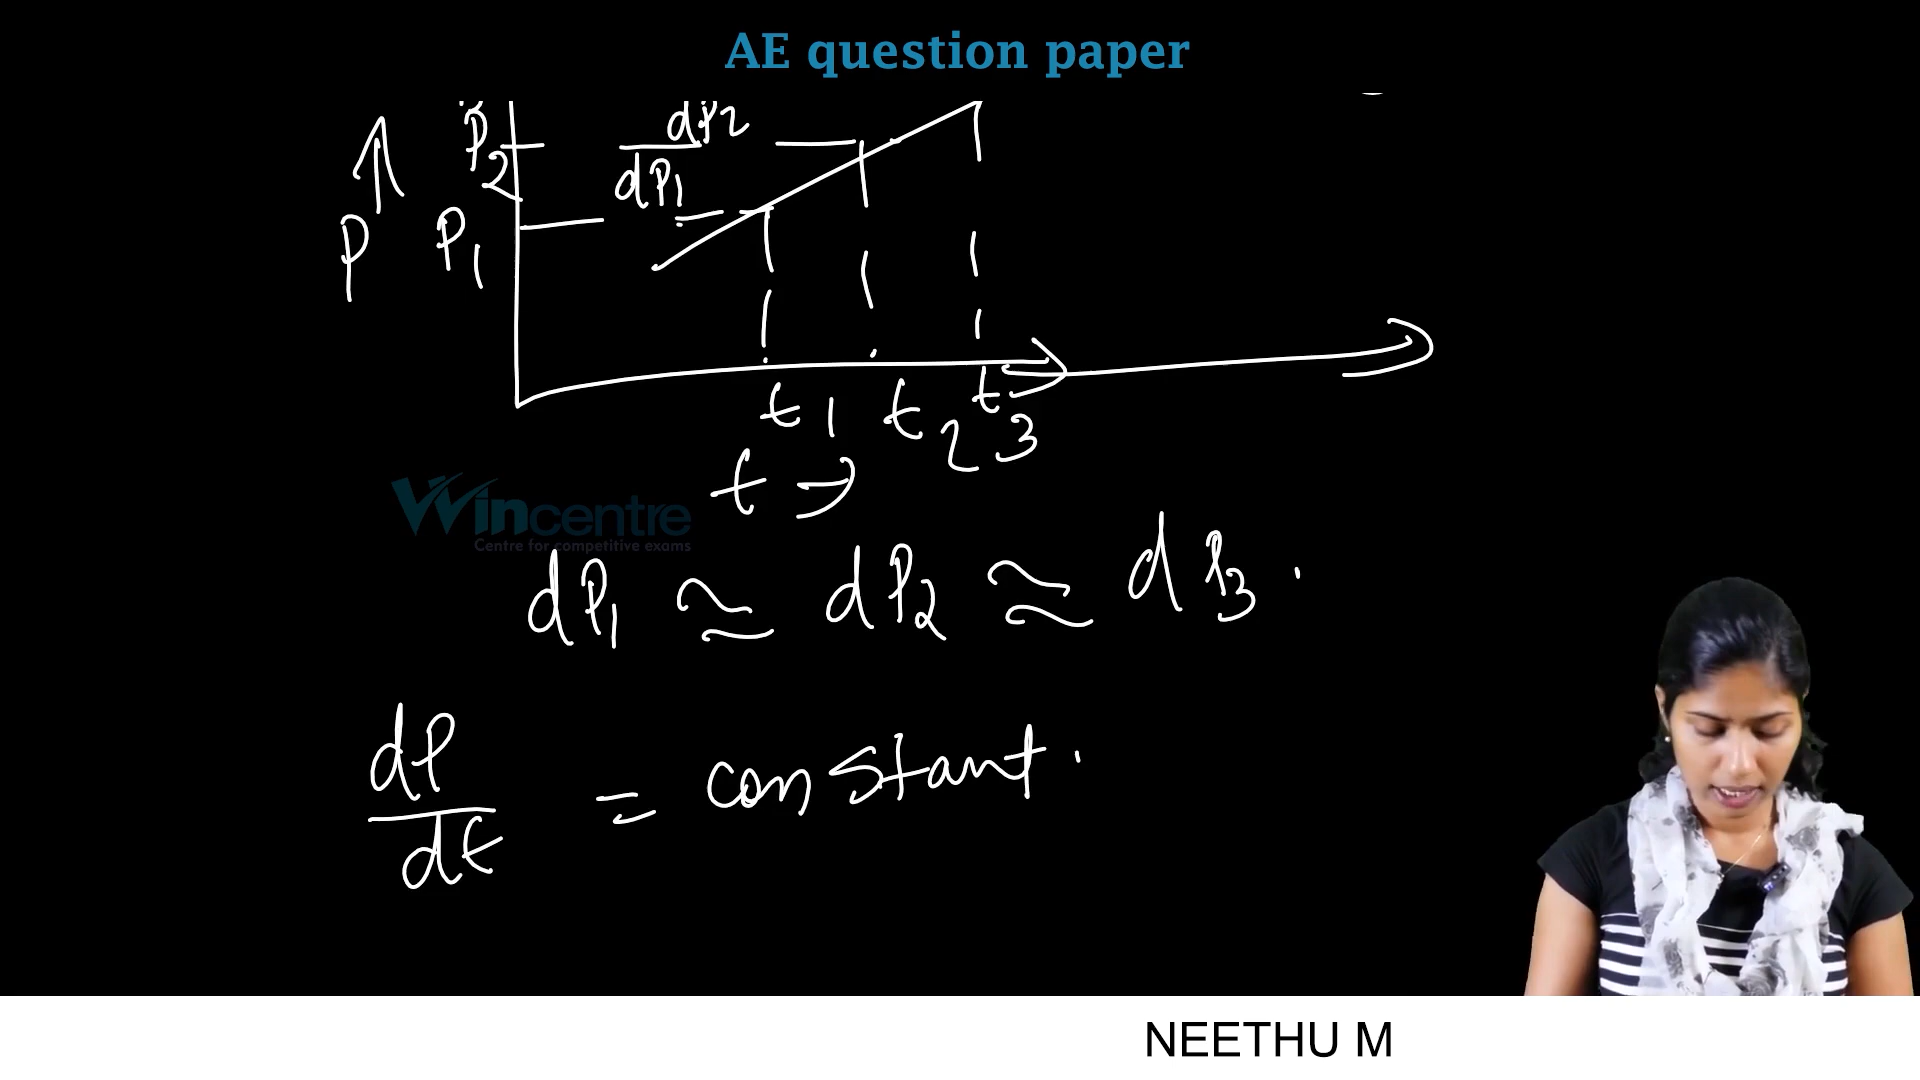 AE question paper
P2 dP2
dP1
P P1
t1 t2 t3
t →
Wincentre
Centre for competitive exams
dP1 ≃ dP2 ≃ dP3 .
dP
dt = constant .
NEETHU M